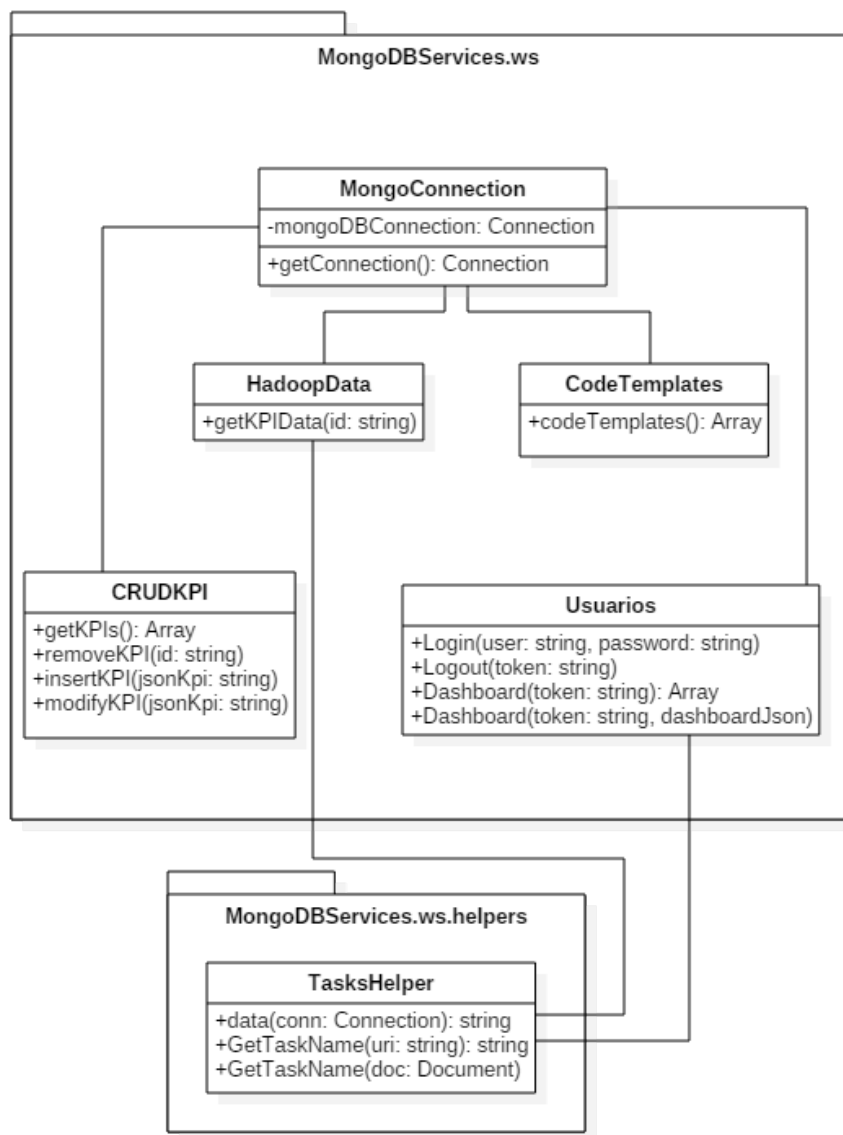 MongoDBServices.ws
MongoConnection
-mongoDBConnection: Connection
+getConnection(): Connection
HadoopData
+getKPIData(id: string)
CodeTemplates
+codeTemplates(): Array
CRUDKPI
+getKPIs(): Array
+removeKPI(id: string)
+insertKPI(jsonKpi: string)
+modifyKPI(jsonKpi: string)
Usuarios
+Login(user: string, password: string)
+Logout(token: string)
+Dashboard(token: string): Array
+Dashboard(token: string, dashboardJson)
MongoDBServices.ws.helpers
TasksHelper
+data(conn: Connection): string
+GetTaskName(uri: string): string
+GetTaskName(doc: Document)